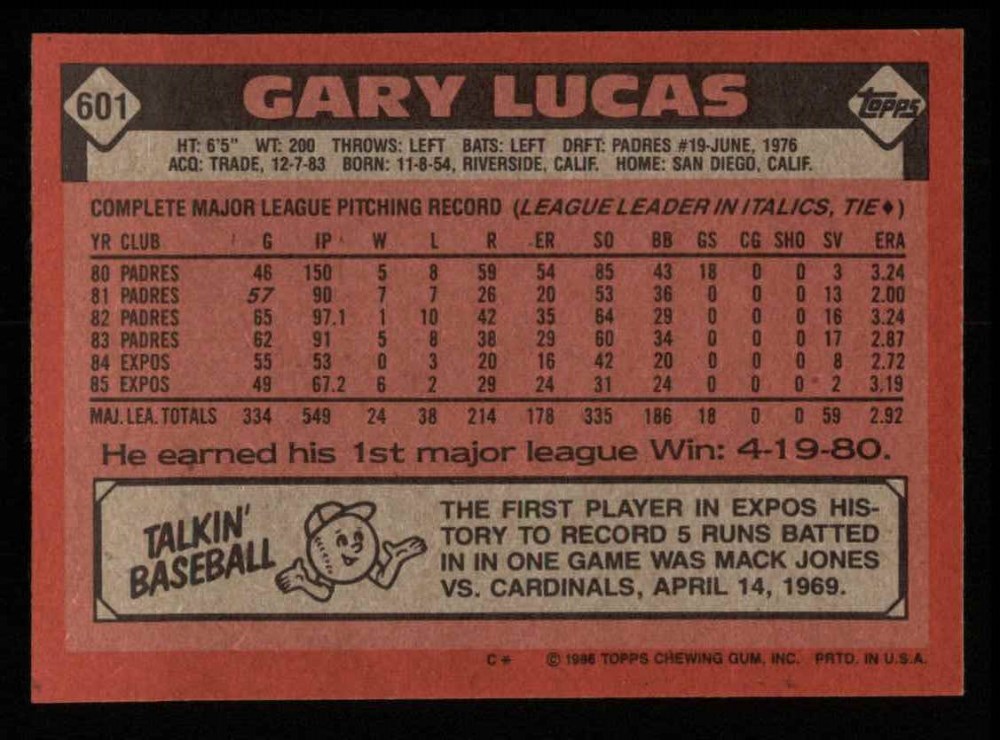 601 GARY LUCAS topps
HT: 6'5" WT: 200 THROWS: LEFT BATS: LEFT DRFT: PADRES #19-JUNE, 1976
ACQ: TRADE, 12-7-83 BORN: 11-8-54, RIVERSIDE, CALIF. HOME: SAN DIEGO, CALIF.
COMPLETE MAJOR LEAGUE PITCHING RECORD (LEAGUE LEADER IN ITALICS, TIE♦)
YR CLUB G IP W L R ER SO BB GS CG SHO SV ERA
80 PADRES 46 150 5 8 59 54 85 43 18 0 0 3 3.24
81 PADRES 57 90 7 7 26 20 53 36 0 0 0 13 2.00
82 PADRES 65 97.1 1 10 42 35 64 29 0 0 0 16 3.24
83 PADRES 62 91 5 8 38 29 60 34 0 0 0 17 2.87
84 EXPOS 55 53 0 3 20 16 42 20 0 0 0 8 2.72
85 EXPOS 49 67.2 6 2 29 24 31 24 0 0 0 2 3.19
MAJ. LEA. TOTALS 334 549 24 38 214 178 335 186 18 0 0 59 2.92
He earned his 1st major league Win: 4-19-80.
TALKIN'
BASEBALL
THE FIRST PLAYER IN EXPOS HIS-
TORY TO RECORD 5 RUNS BATTED
IN IN ONE GAME WAS MACK JONES
VS. CARDINALS, APRIL 14, 1969.
C* © 1986 TOPPS CHEWING GUM, INC. PRTD. IN U.S.A.